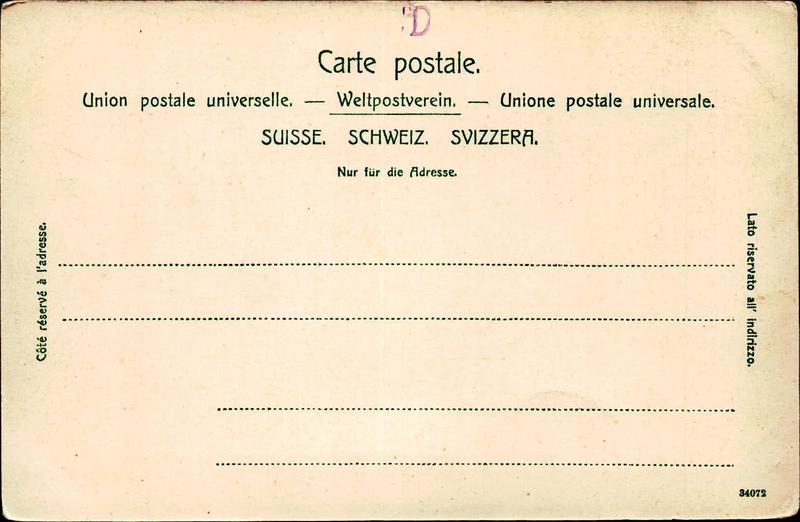 D
Carte postale.
Union postale universelle. — Weltpostverein. — Unione postale universale.
SUISSE. SCHWEIZ. SVIZZERA.
Nur für die Adresse.
Côté réservé à l'adresse.
Lato riservato all' indirizzo.
34072